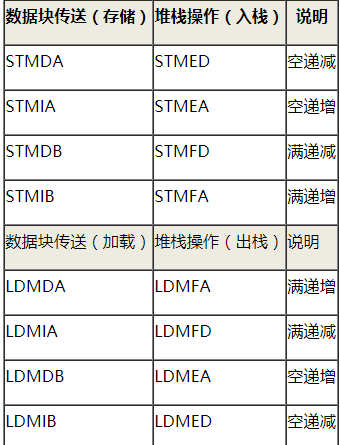 数据块传送（存储） 堆栈操作（入栈） 说明
STMDA STMED 空递减
STMIA STMEA 空递增
STMDB STMFD 满递减
STMIB STMFA 满递增
数据块传送（加载） 堆栈操作（出栈） 说明
LDMDA LDMFA 满递增
LDMIA LDMFD 满递减
LDMDB LDMEA 空递增
LDMIB LDMED 空递减